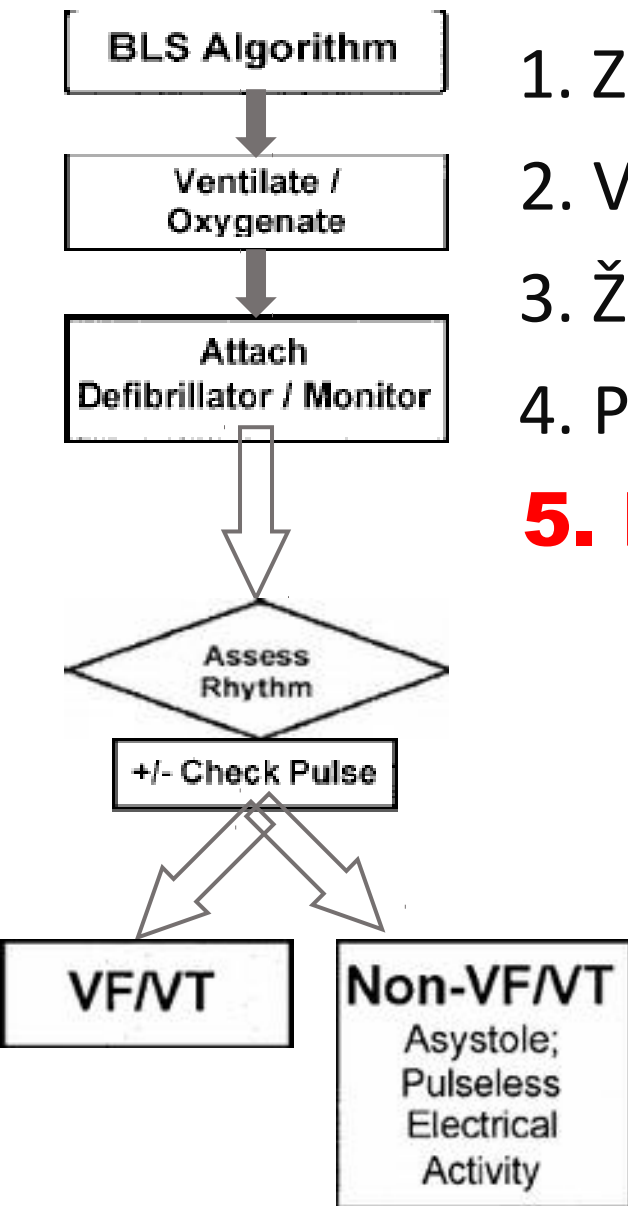 BLS Algorithm
Ventilate /
Oxygenate
Attach
Defibrillator / Monitor
Assess
Rhythm
+/- Check Pulse
VF/VT
Non-VF/VT
Asystole;
Pulseless
Electrical
Activity
1. Z
2. V
3. Ž
4. P
5.